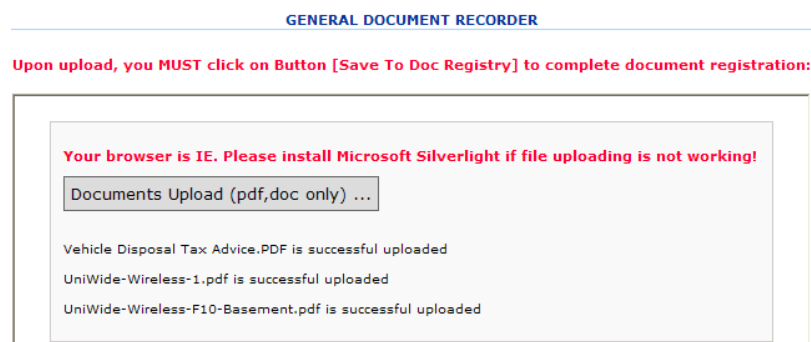 GENERAL DOCUMENT RECORDER
Upon upload, you MUST click on Button [Save To Doc Registry] to complete document registration:
Your browser is IE. Please install Microsoft Silverlight if file uploading is not working!
Documents Upload (pdf,doc only) ...
Vehicle Disposal Tax Advice.PDF is successful uploaded
UniWide-Wireless-1.pdf is successful uploaded
UniWide-Wireless-F10-Basement.pdf is successful uploaded